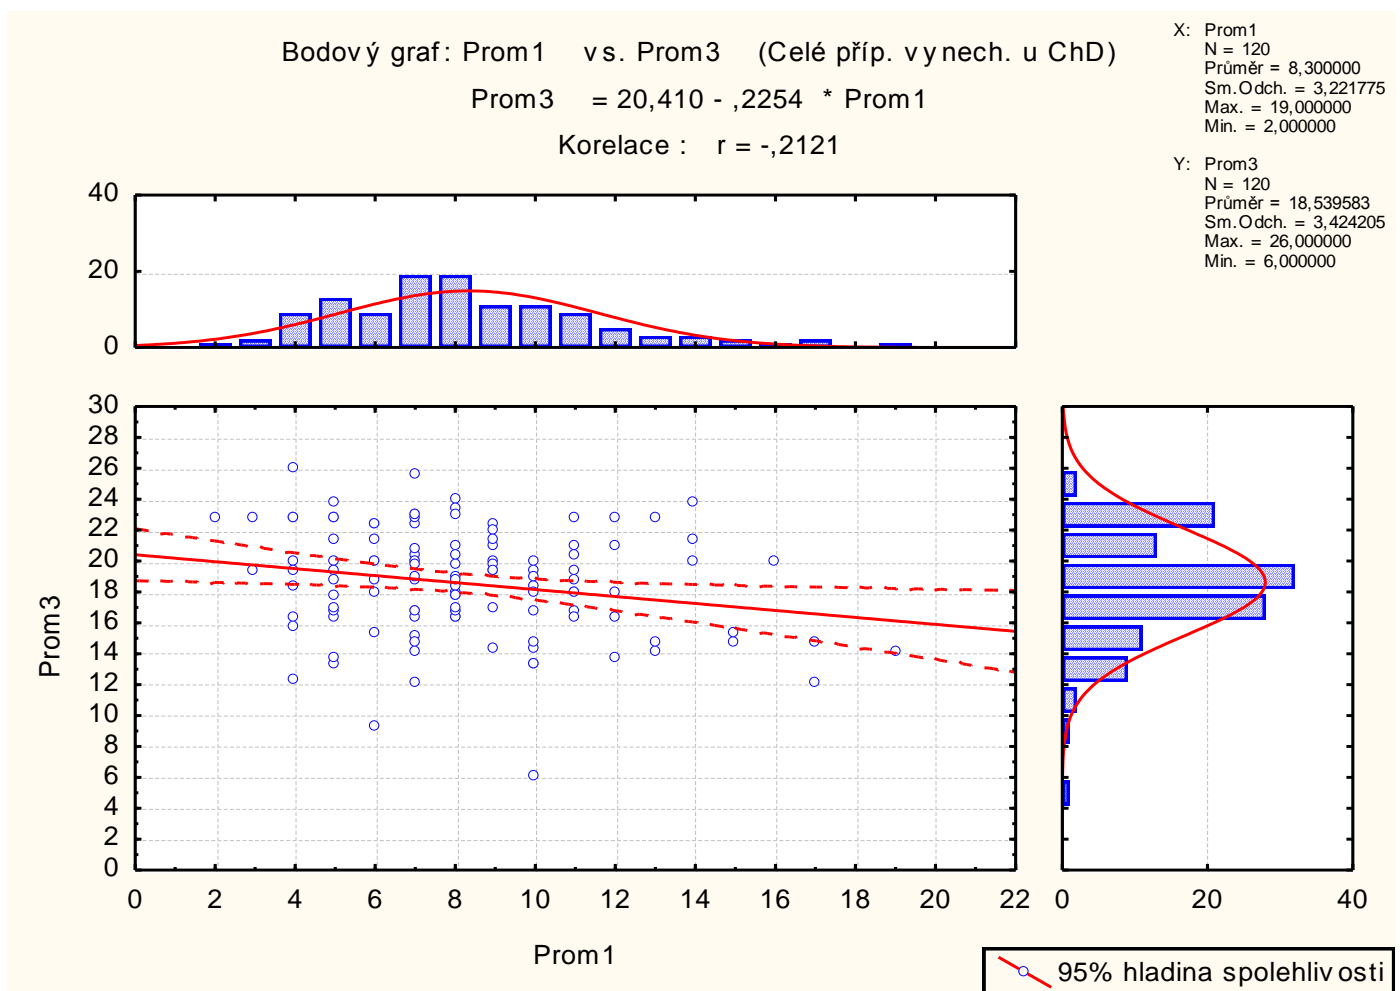 Bodový graf: Prom1 vs. Prom3 (Celé příp. vynech. u ChD)
Prom3 = 20,410 - ,2254 * Prom1
Korelace : r = -,2121
X: Prom1
N = 120
Průměr = 8,300000
Sm.Odch. = 3,221775
Max. = 19,000000
Min. = 2,000000
Y: Prom3
N = 120
Průměr = 18,539583
Sm.Odch. = 3,424205
Max. = 26,000000
Min. = 6,000000
40
20
0
30
28
26
24
22
20
18
16
14
12
10
8
6
4
2
0
Prom3
0 2 4 6 8 10 12 14 16 18 20 22
Prom1
0 20 40
95% hladina spolehlivosti